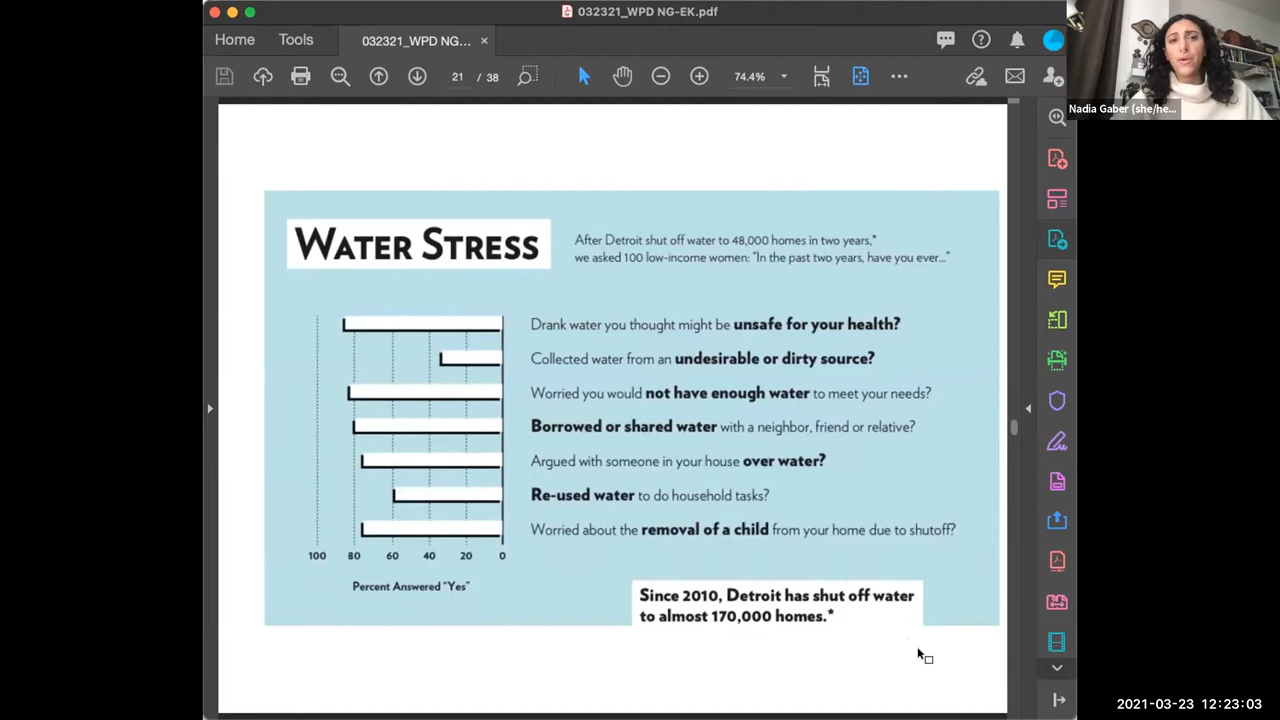 032321_WPD NG-EK.pdf
Home
Tools
032321_WPD NG...
×
21 / 38
74.4%
Nadia Gaber (she/he...
WATER STRESS
After Detroit shut off water to 48,000 homes in two years,*
we asked 100 low-income women: "In the past two years, have you ever..."
Drank water you thought might be unsafe for your health?
Collected water from an undesirable or dirty source?
Worried you would not have enough water to meet your needs?
Borrowed or shared water with a neighbor, friend or relative?
Argued with someone in your house over water?
Re-used water to do household tasks?
Worried about the removal of a child from your home due to shutoff?
100 80 60 40 20 0
Percent Answered "Yes"
Since 2010, Detroit has shut off water
to almost 170,000 homes.*
2021-03-23 12:23:03